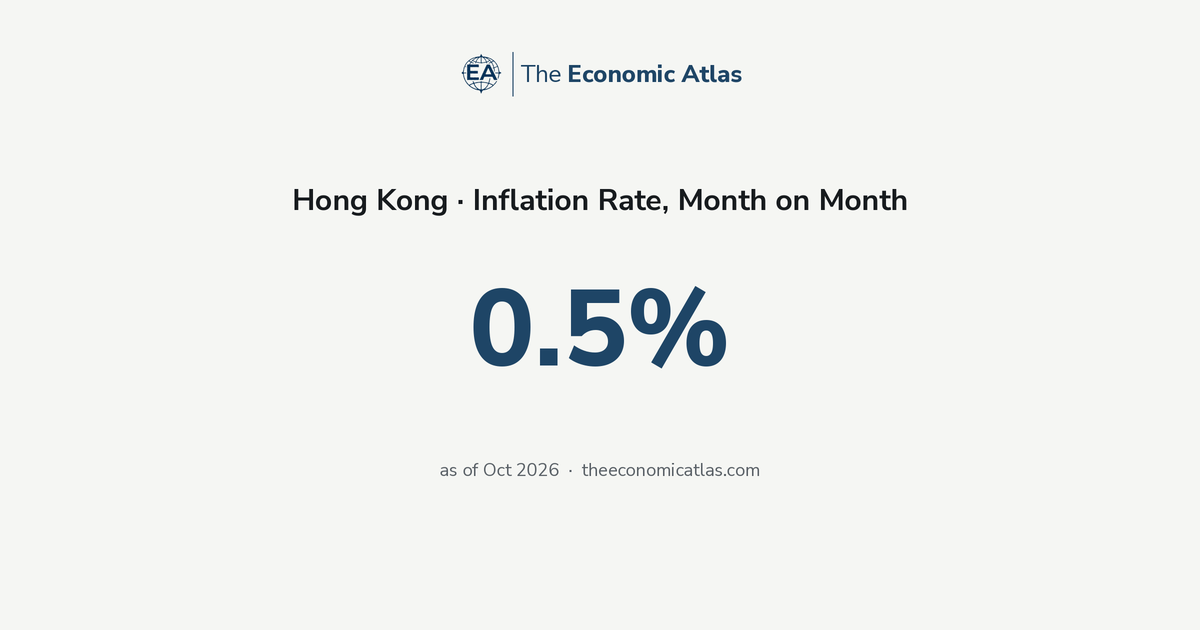 EA The Economic Atlas
Hong Kong · Inflation Rate, Month on Month
0.5%
as of Oct 2026 · theeconomicatlas.com